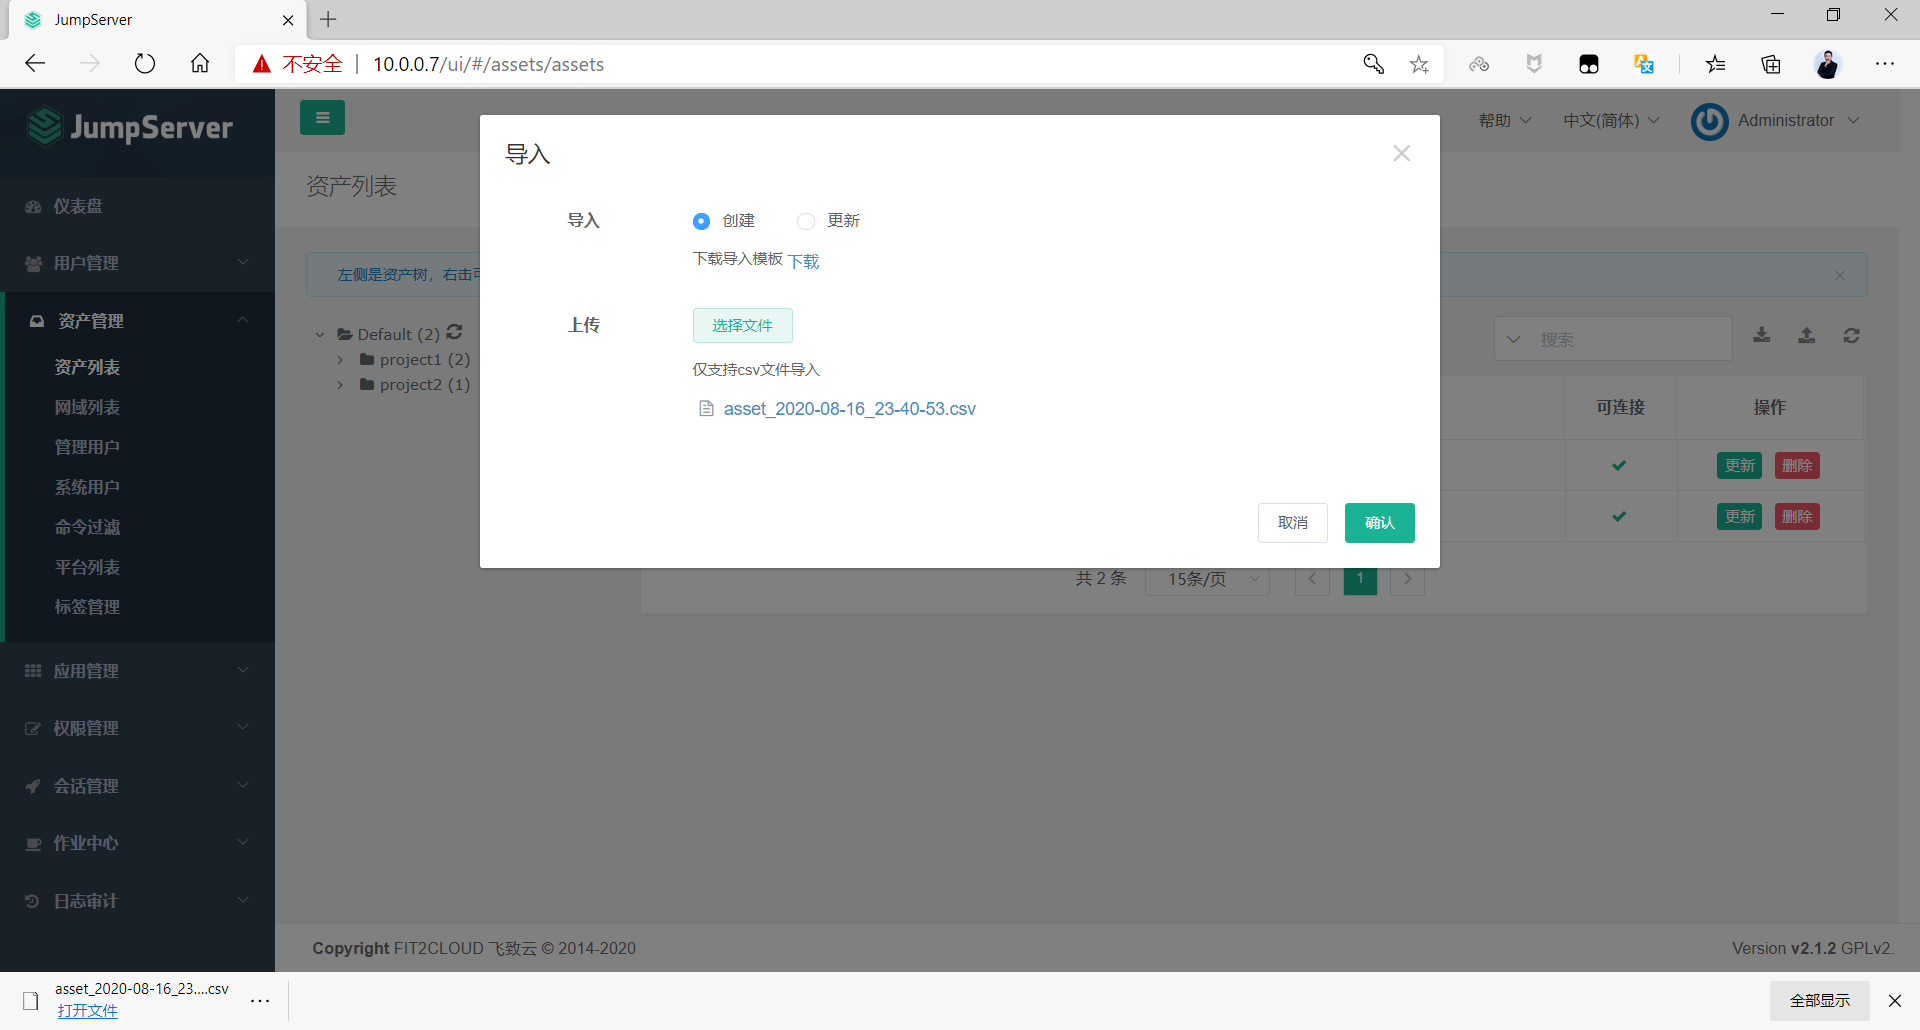 JumpServer
不安全
10.0.0.7/ui/#/assets/assets
JumpServer
帮助
中文(简体)
Administrator
仪表盘
用户管理
资产管理
资产列表
网域列表
管理用户
系统用户
命令过滤
平台列表
标签管理
应用管理
权限管理
会话管理
作业中心
日志审计
资产列表
左侧是资产树，右击
Default (2)
project1 (2)
project2 (1)
搜索
可连接
操作
更新 删除
更新 删除
共 2 条
15条/页
1
导入
导入
创建
更新
下载导入模板 下载
上传
选择文件
仅支持csv文件导入
asset_2020-08-16_23-40-53.csv
取消
确认
Copyright FIT2CLOUD 飞致云 © 2014-2020
Version v2.1.2 GPLv2.
asset_2020-08-16_23....csv
打开文件
全部显示